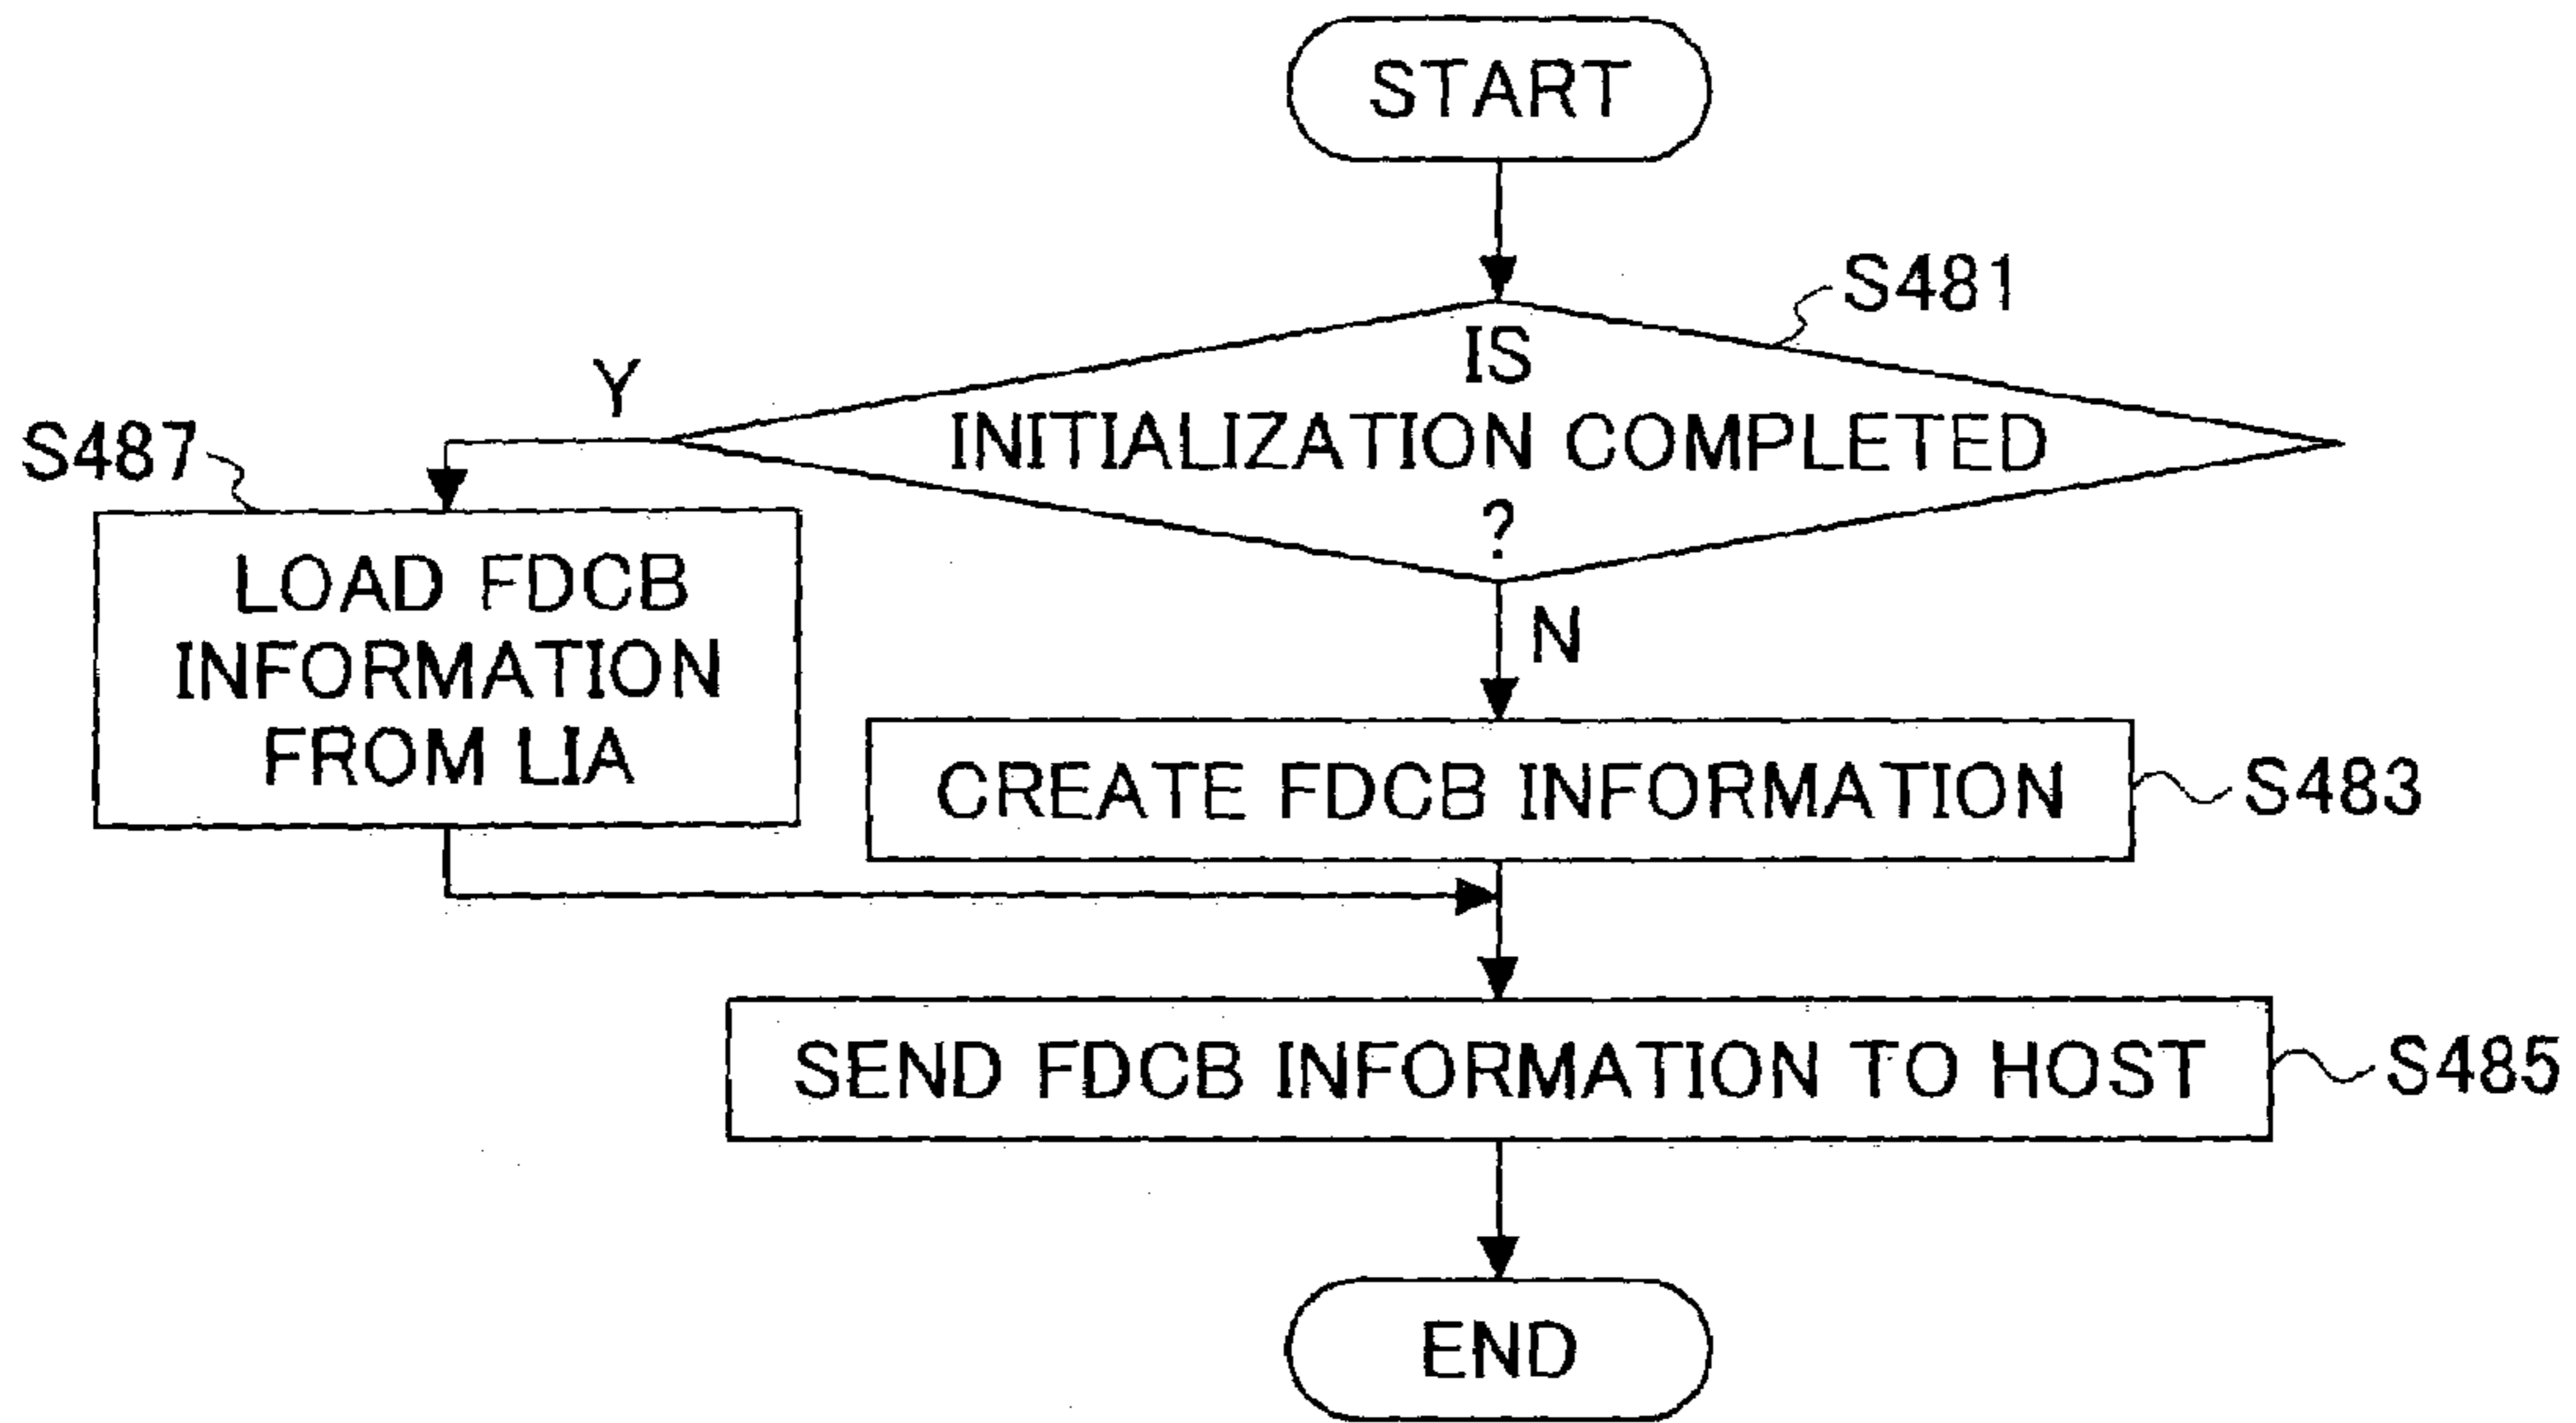 START
S481
IS
INITIALIZATION COMPLETED
?
Y
N
S487
LOAD FDCB
INFORMATION
FROM LIA
CREATE FDCB INFORMATION
S483
SEND FDCB INFORMATION TO HOST
S485
END